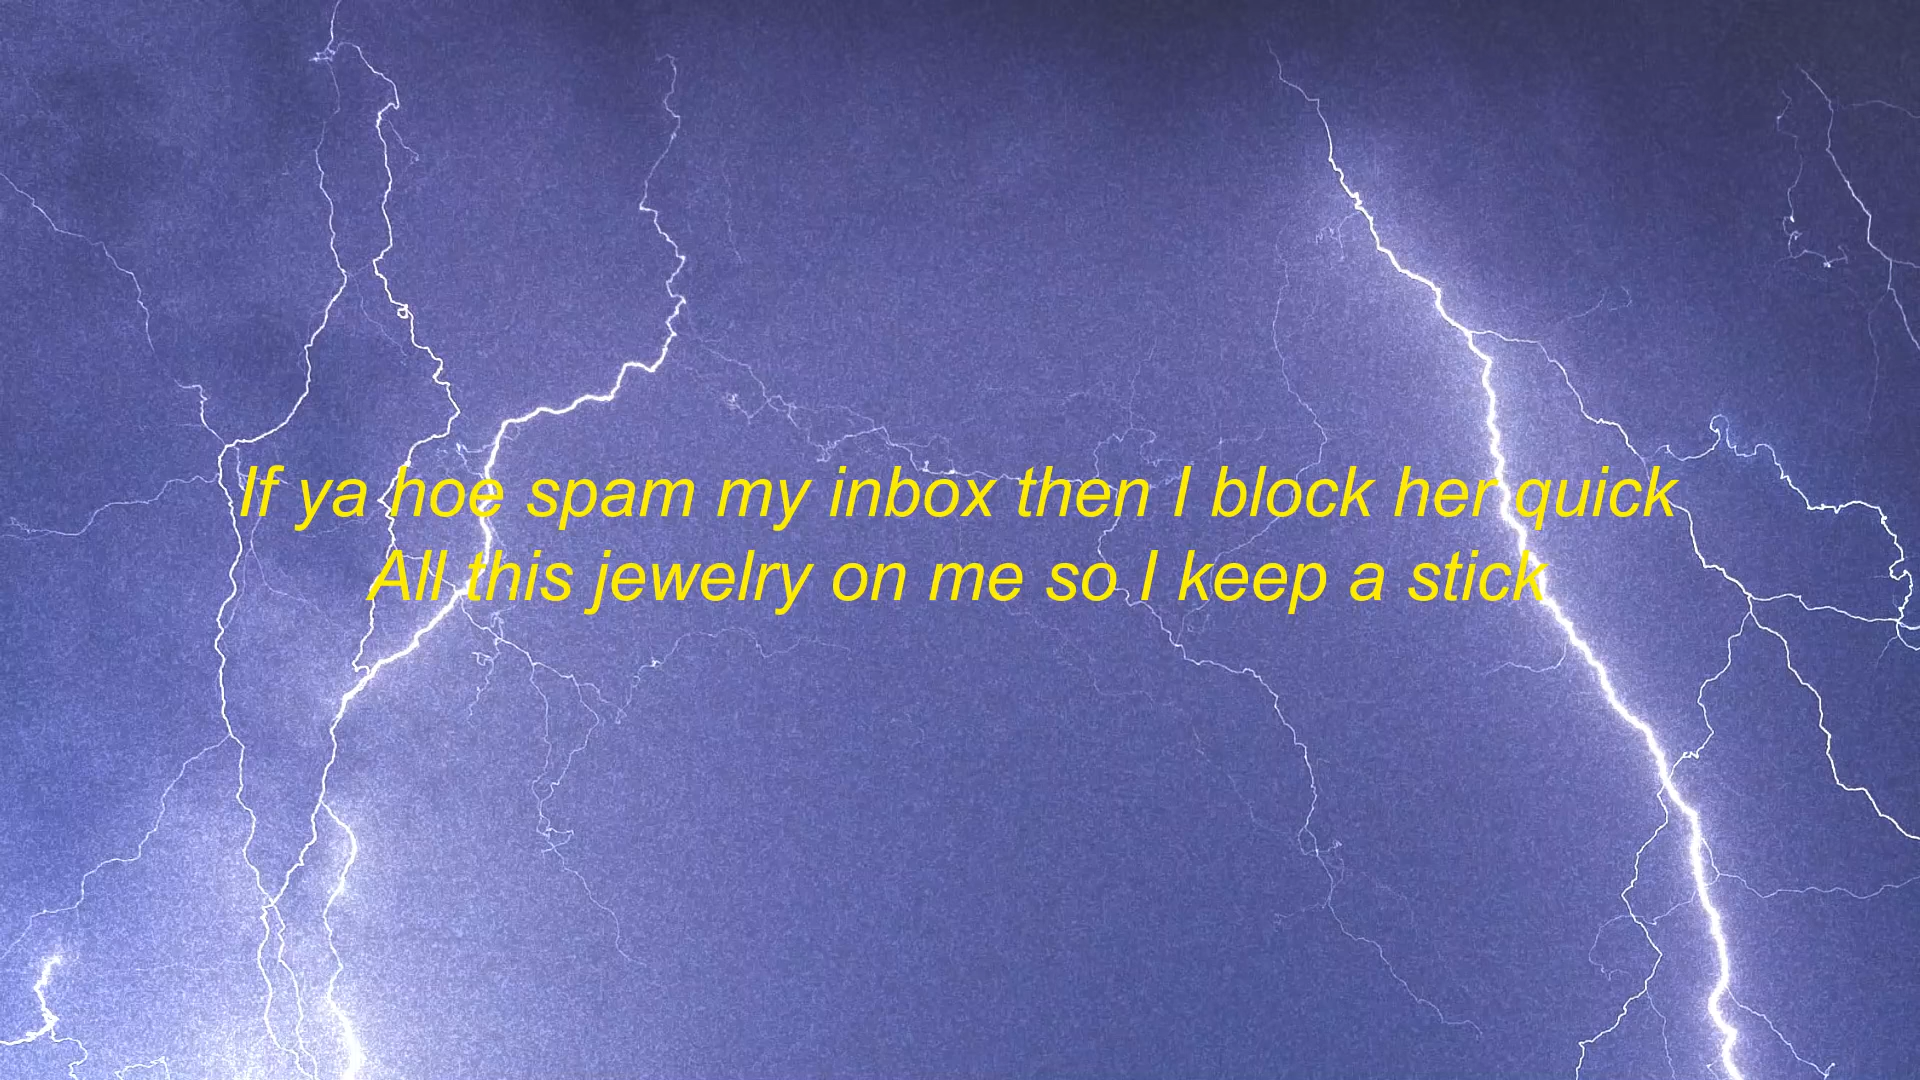 If ya hoe spam my inbox then I block her quick
All this jewelry on me so I keep a stick